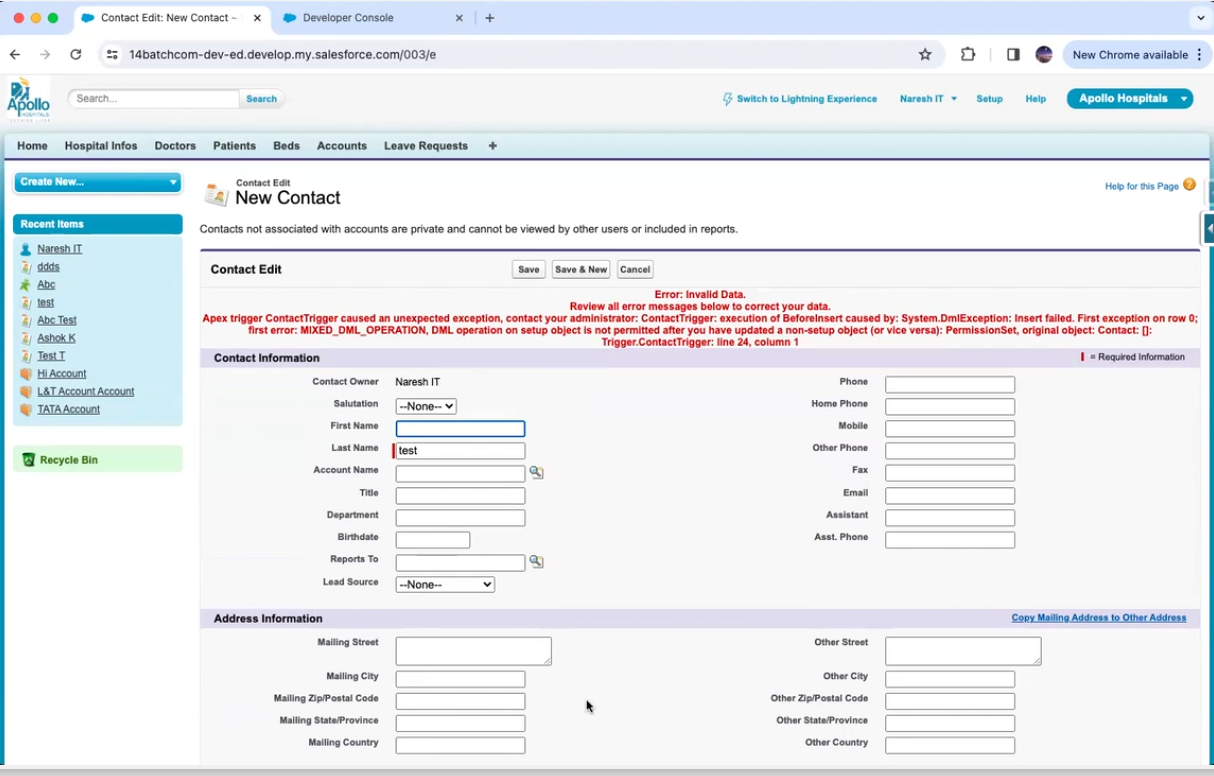 Contact Edit: New Contact ~
Developer Console
14batchcom-dev-ed.develop.my.salesforce.com/003/e
New Chrome available
Apollo
HOSPITALS
Search...
Search
Switch to Lightning Experience
Naresh IT
Setup
Help
Apollo Hospitals
Home
Hospital Infos
Doctors
Patients
Beds
Accounts
Leave Requests
+
Create New...
Recent Items
Naresh IT
ddds
Abc
test
Abc Test
Ashok K
Test T
Hi Account
L&T Account Account
TATA Account
Recycle Bin
Contact Edit
New Contact
Help for this Page
Contacts not associated with accounts are private and cannot be viewed by other users or included in reports.
Contact Edit
Save
Save & New
Cancel
Error: Invalid Data.
Review all error messages below to correct your data.
Apex trigger ContactTrigger caused an unexpected exception, contact your administrator: ContactTrigger: execution of BeforeInsert caused by: System.DmlException: Insert failed. First exception on row 0;
first error: MIXED_DML_OPERATION, DML operation on setup object is not permitted after you have updated a non-setup object (or vice versa): PermissionSet, original object: Contact: []:
Trigger.ContactTrigger: line 24, column 1
Contact Information
= Required Information
Contact Owner Naresh IT
Phone
Salutation --None--
Home Phone
First Name
Mobile
Last Name test
Other Phone
Account Name
Fax
Title
Email
Department
Assistant
Birthdate
Asst. Phone
Reports To
Lead Source --None--
Address Information
Copy Mailing Address to Other Address
Mailing Street
Other Street
Mailing City
Other City
Mailing Zip/Postal Code
Other Zip/Postal Code
Mailing State/Province
Other State/Province
Mailing Country
Other Country